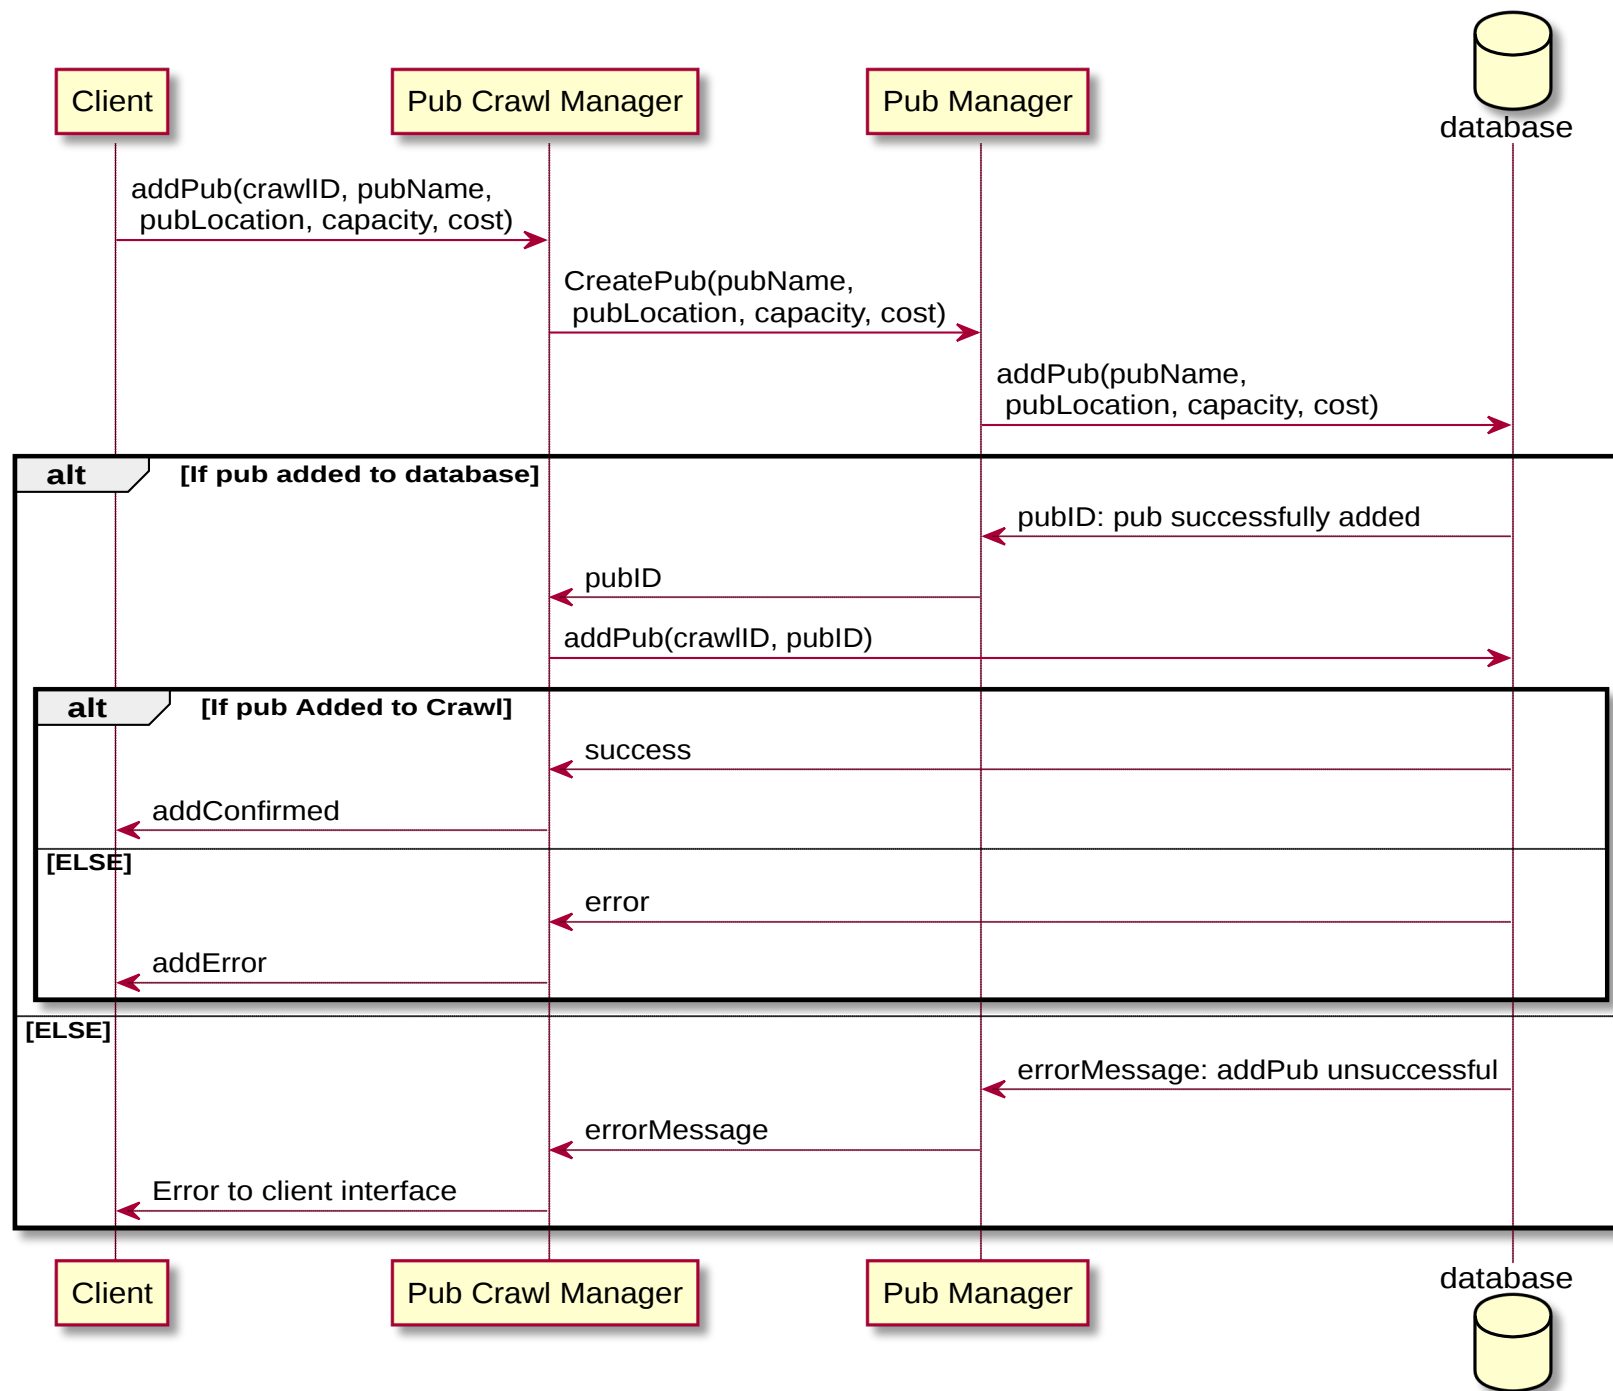 Client
Pub Crawl Manager
Pub Manager
database
addPub(crawlID, pubName,
pubLocation, capacity, cost)
CreatePub(pubName,
pubLocation, capacity, cost)
addPub(pubName,
pubLocation, capacity, cost)
alt [If pub added to database]
pubID: pub successfully added
pubID
addPub(crawlID, pubID)
alt [If pub Added to Crawl]
success
addConfirmed
[ELSE]
error
addError
[ELSE]
errorMessage: addPub unsuccessful
errorMessage
Error to client interface
Client
Pub Crawl Manager
Pub Manager
database